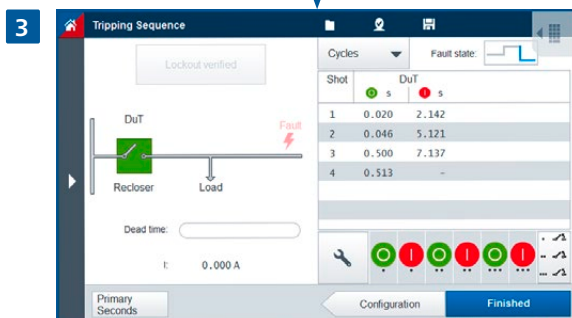 3
Tripping Sequence
Lockout verified
Cycles
Fault state:
Shot DuT
s s
1 0.020 2.142
2 0.046 5.121
3 0.500 7.137
4 0.513 -
DuT
Fault
Recloser
Load
Dead time:
I: 0.000 A
Primary
Seconds
Configuration
Finished